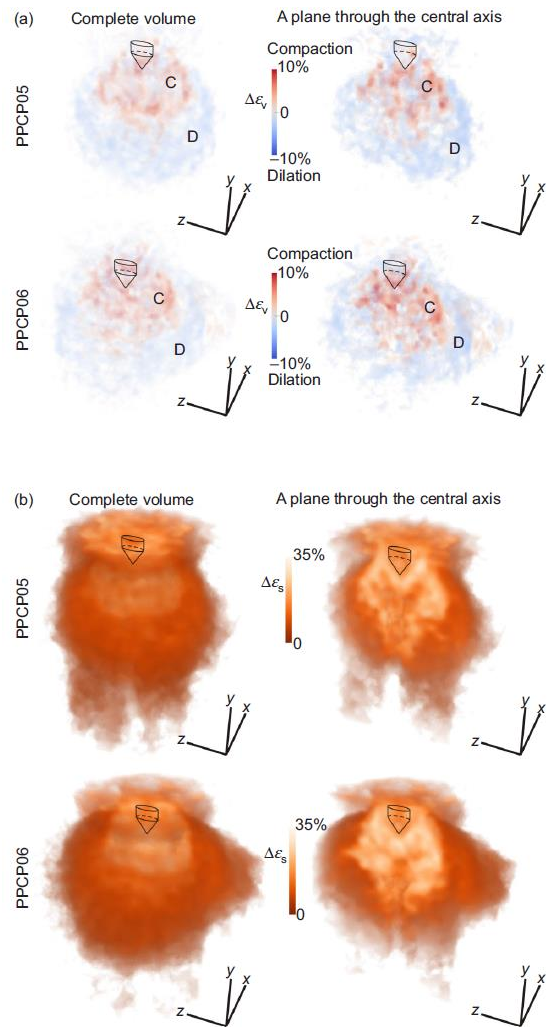 (a) Complete volume A plane through the central axis
PPCP05
Compaction
10%
Δεv
0
–10%
Dilation
C
D
C
D
y
x
z
y
x
z
PPCP06
Compaction
10%
Δεv
0
–10%
Dilation
C
D
C
D
y
x
z
y
x
z
(b) Complete volume A plane through the central axis
PPCP05
35%
Δεs
0
y
x
z
y
x
z
PPCP06
35%
Δεs
0
y
x
z
y
x
z